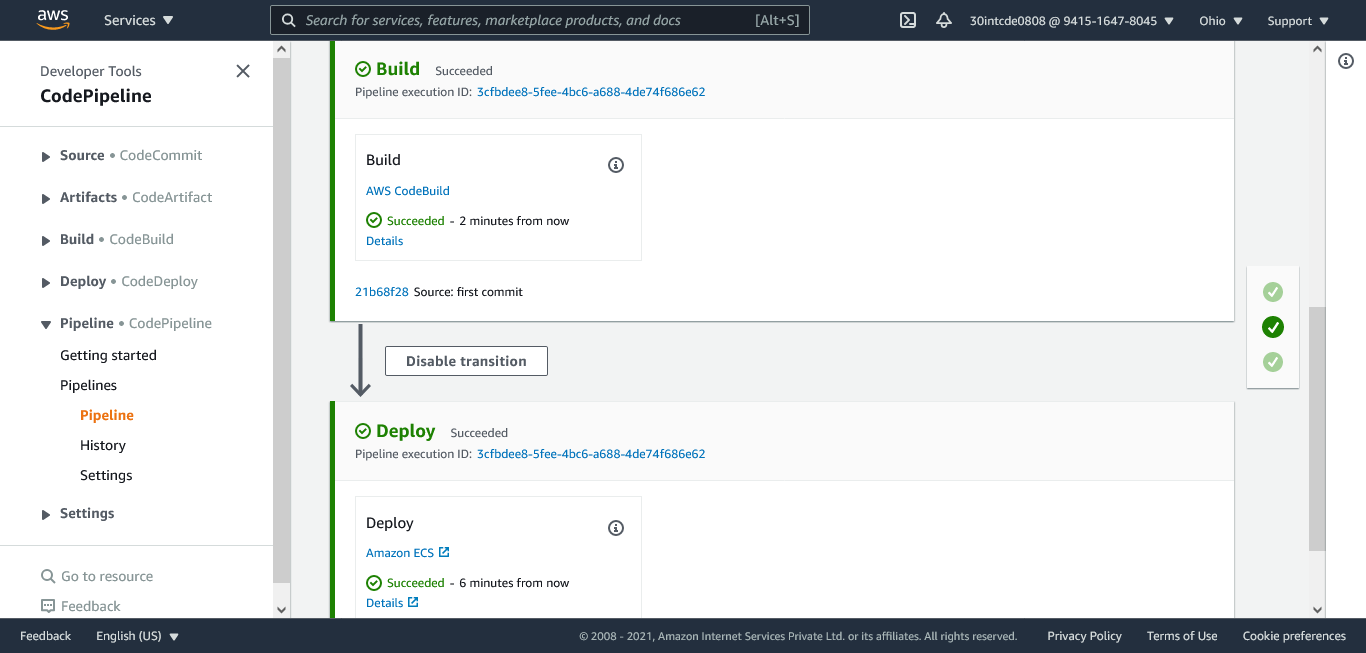 aws
Services
Search for services, features, marketplace products, and docs [Alt+S]
30intcde0808 @ 9415-1647-8045
Ohio
Support
Developer Tools
CodePipeline
Source • CodeCommit
Artifacts • CodeArtifact
Build • CodeBuild
Deploy • CodeDeploy
Pipeline • CodePipeline
Getting started
Pipelines
Pipeline
History
Settings
Settings
Go to resource
Feedback
Build Succeeded
Pipeline execution ID: 3cfbdee8-5fee-4bc6-a688-4de74f686e62
Build
AWS CodeBuild
Succeeded - 2 minutes from now
Details
21b68f28 Source: first commit
Disable transition
Deploy Succeeded
Pipeline execution ID: 3cfbdee8-5fee-4bc6-a688-4de74f686e62
Deploy
Amazon ECS
Succeeded - 6 minutes from now
Details
Feedback
English (US)
© 2008 - 2021, Amazon Internet Services Private Ltd. or its affiliates. All rights reserved.
Privacy Policy
Terms of Use
Cookie preferences